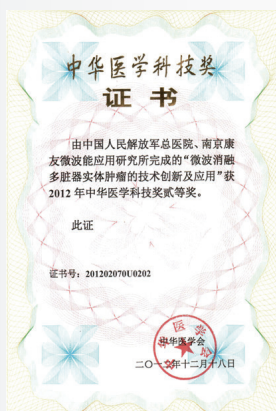 中华医学科技奖
证书
由中国人民解放军总医院、南京康
友微波能应用研究所完成的“微波消融
多脏器实体肿瘤的技术创新及应用”获
2012年中华医学科技奖贰等奖。
此证
证书号：201202070U0202
中华医学会
二〇一二年十二月十八日